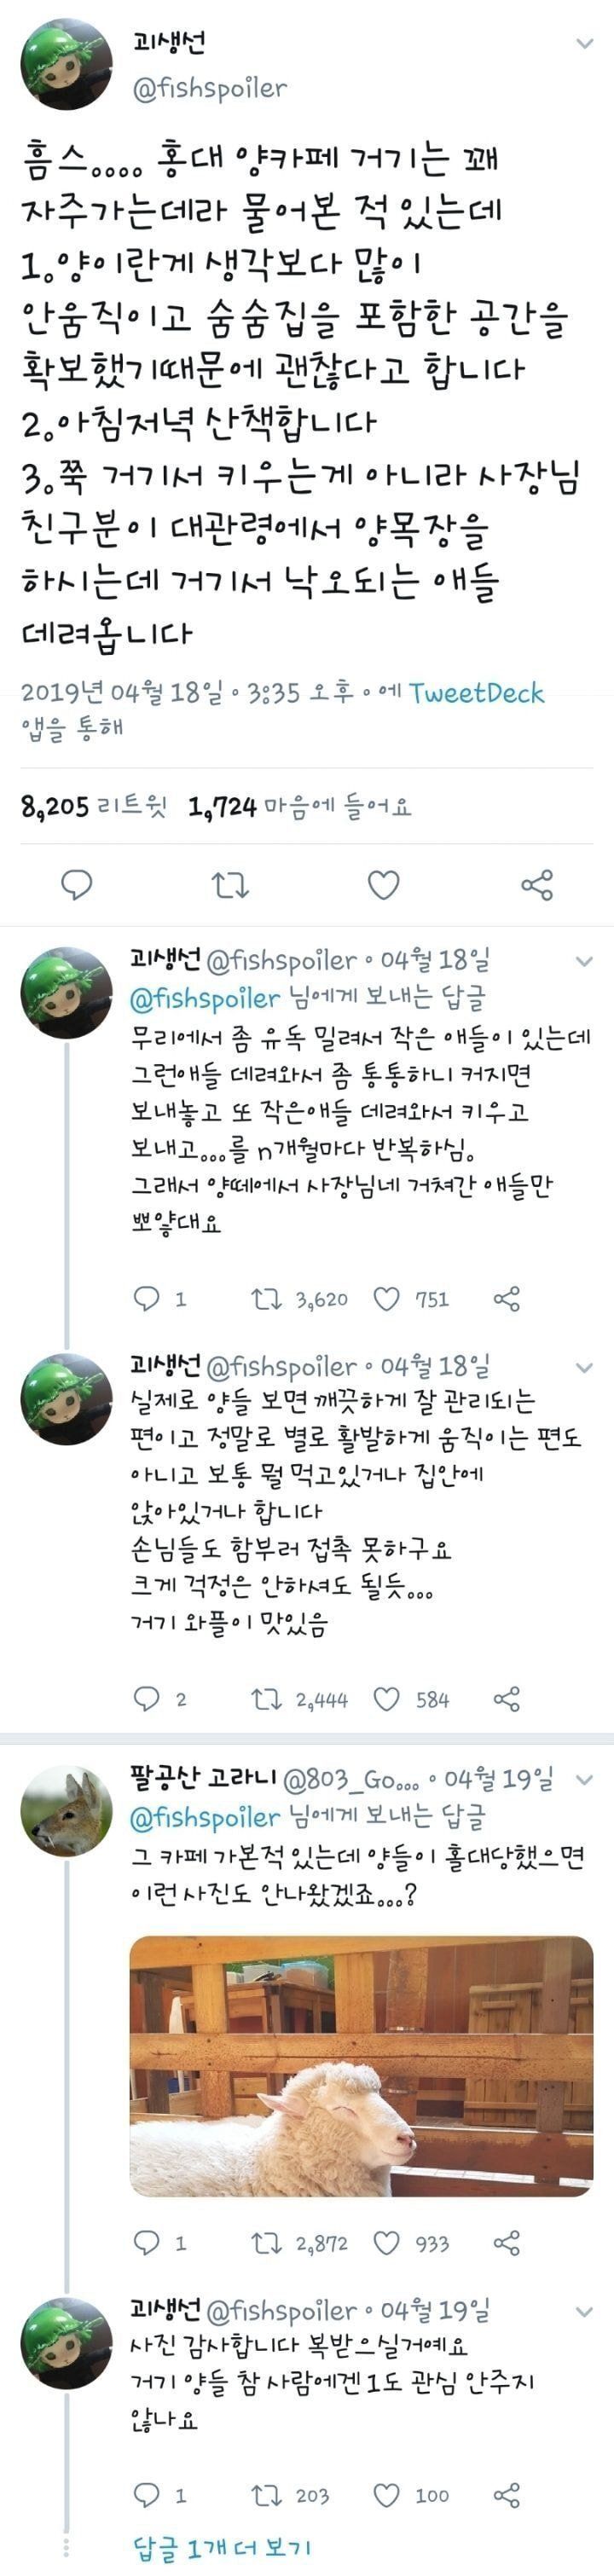 괴생선
@fishspoiler
흠스.... 홍대 양카페 거기는 꽤
자주가는데라 물어본 적 있는데
1.양이란게 생각보다 많이
안움직이고 숨숨집을 포함한 공간을
확보했기때문에 괜찮다고 합니다
2.아침저녁 산책합니다
3.쭉 거기서 키우는게 아니라 사장님
친구분이 대관령에서 양목장을
하시는데 거기서 낙오되는 애들
데려옵니다
2019년 04월 18일 · 3:35 오후 · 에 TweetDeck
앱을 통해
8,205 리트윗 1,724 마음에 들어요
괴생선 @fishspoiler · 04월 18일
@fishspoiler 님에게 보내는 답글
무리에서 좀 유독 밀려서 작은 애들이 있는데
그런애들 데려와서 좀 통통하니 커지면
보내놓고 또 작은애들 데려와서 키우고
보내고...를 n개월마다 반복하심.
그래서 양떼에서 사장님네 거쳐간 애들만
뽀얗대요
1 3,620 751
괴생선 @fishspoiler · 04월 18일
실제로 양들 보면 깨끗하게 잘 관리되는
편이고 정말로 별로 활발하게 움직이는 편도
아니고 보통 뭘 먹고있거나 집안에
앉아있거나 합니다
손님들도 함부러 접촉 못하구요
크게 걱정은 안하셔도 될듯...
거기 와플이 맛있음
2 2,444 584
팔공산 고라니 @803_Go... · 04월 19일
@fishspoiler 님에게 보내는 답글
그 카페 가본적 있는데 양들이 홀대당했으면
이런 사진도 안나왔겠죠...?
1 2,872 933
괴생선 @fishspoiler · 04월 19일
사진 감사합니다 복받으실거예요
거기 양들 참 사람에겐 1도 관심 안주지
않나요
1 203 100
답글 1개 더 보기